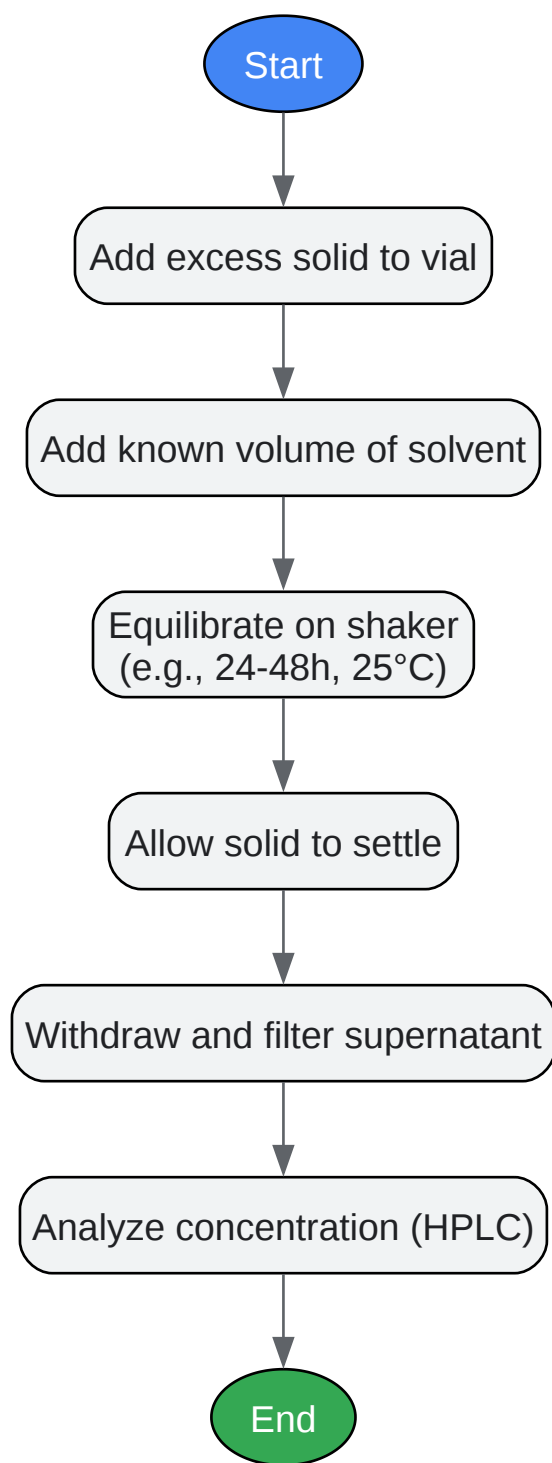 Start
Add excess solid to vial
Add known volume of solvent
Equilibrate on shaker
(e.g., 24-48h, 25°C)
Allow solid to settle
Withdraw and filter supernatant
Analyze concentration (HPLC)
End